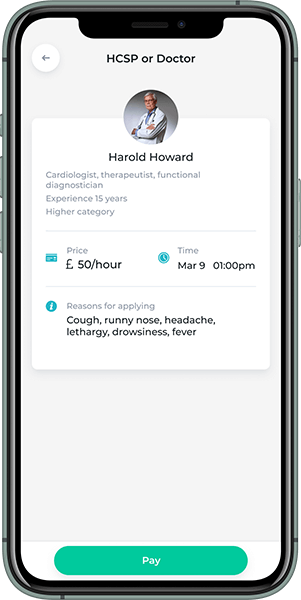 HCSP or Doctor
Harold Howard
Cardiologist, therapeutist, functional
diagnostician
Experience 15 years
Higher category
Price
£ 50/hour
Time
Mar 9 01:00pm
Reasons for applying
Cough, runny nose, headache,
lethargy, drowsiness, fever
Pay